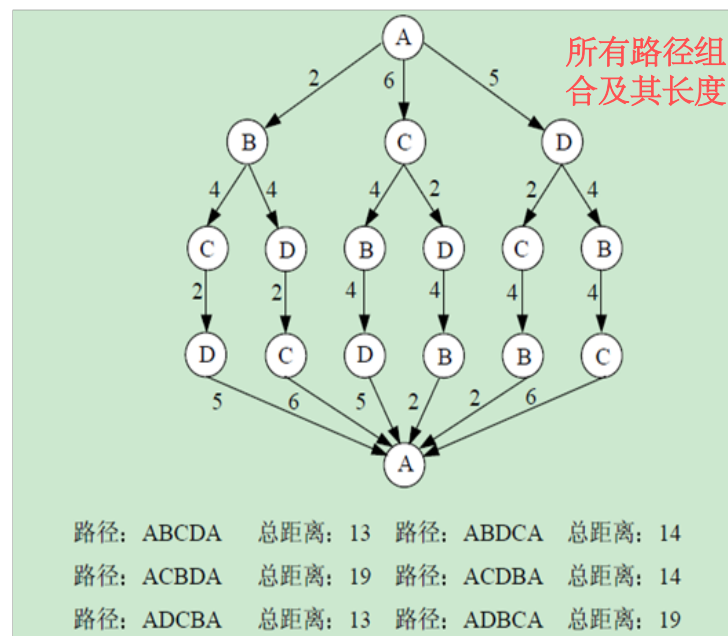 A
所有路径组
合及其长度
2 6 5
B C D
4 4 4 2 2 4
C D B D C B
2 2 4 4 4 4
D C D B B C
5 6 5 2 2 6
A
路径：ABCDA 总距离：13 路径：ABDCA 总距离：14
路径：ACBDA 总距离：19 路径：ACDBA 总距离：14
路径：ADCBA 总距离：13 路径：ADBCA 总距离：19